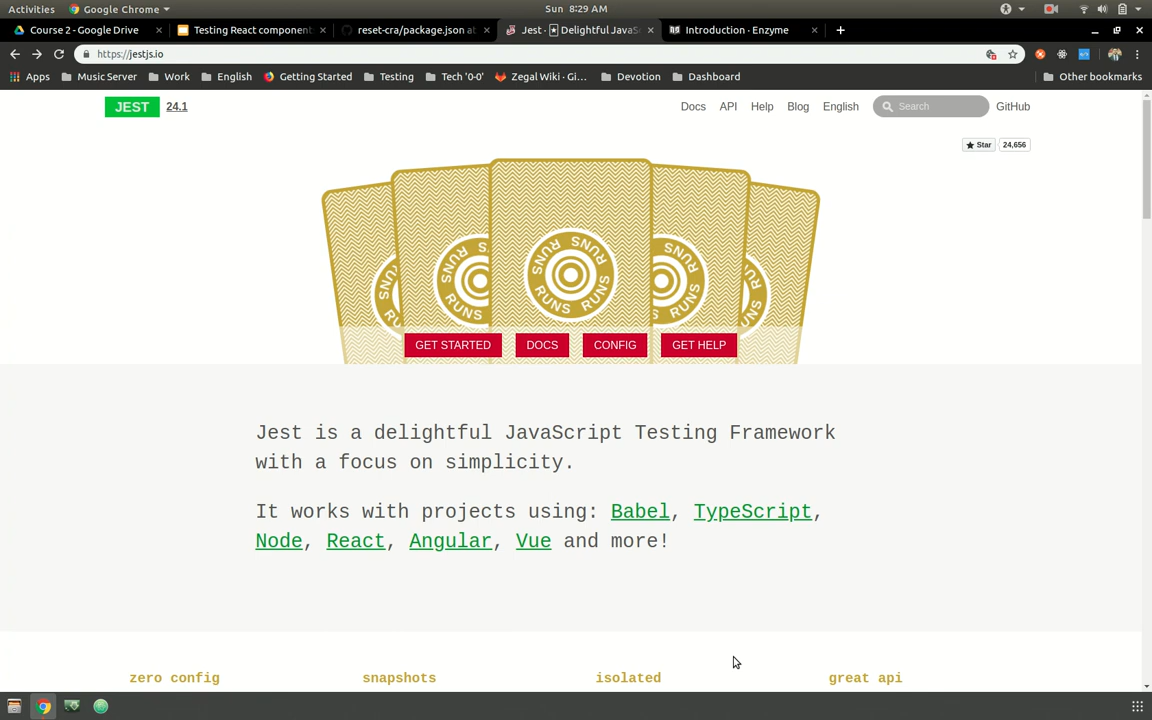 Activities Google Chrome Sun 8:29 AM
Course 2 - Google Drive Testing React component reset-cra/package.json at Jest · 🃏 Delightful JavaSc Introduction · Enzyme
https://jestjs.io
Apps Music Server Work English Getting Started Testing Tech '0-0' Zegal Wiki · Gi... Devotion Dashboard Other bookmarks
JEST 24.1 Docs API Help Blog English Search GitHub
Star 24,656
RUNS RUNS RUNS
GET STARTED DOCS CONFIG GET HELP
Jest is a delightful JavaScript Testing Framework
with a focus on simplicity.
It works with projects using: Babel, TypeScript,
Node, React, Angular, Vue and more!
zero config snapshots isolated great api